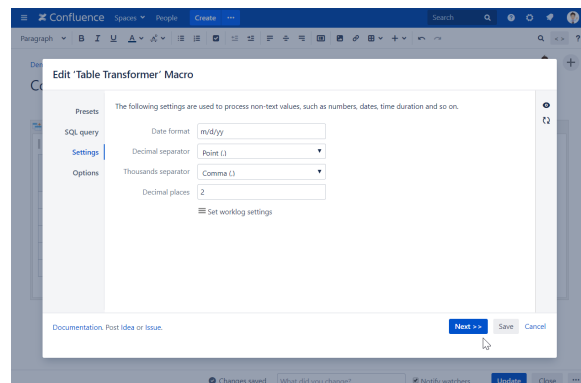 Confluence Spaces People Create ··· Search
Paragraph B I U A
Edit 'Table Transformer' Macro
Presets
The following settings are used to process non-text values, such as numbers, dates, time duration and so on.
SQL query
Date format m/d/yy
Settings
Decimal separator Point (.)
Options
Thousands separator Comma (,)
Decimal places 2
Set worklog settings
Documentation. Post Idea or Issue.
Next >> Save Cancel
Changes saved What did you change? Notify watchers Update Close ···